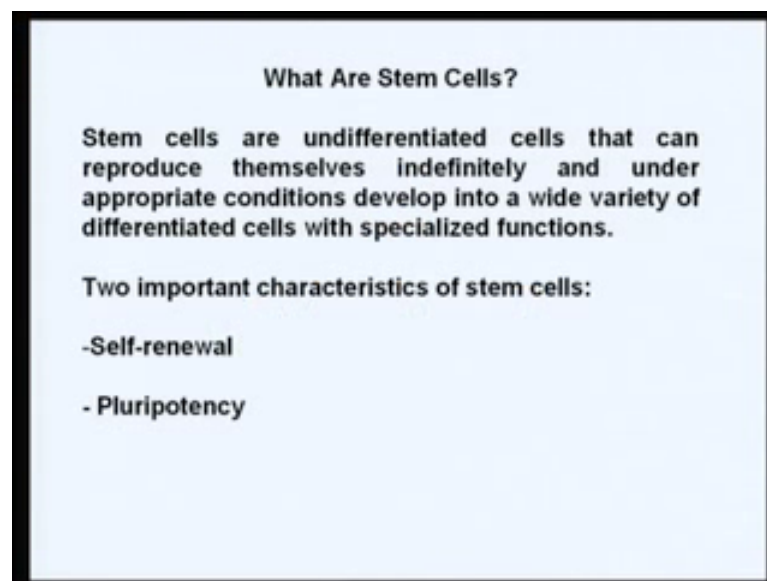 What Are Stem Cells?
Stem cells are undifferentiated cells that can
reproduce themselves indefinitely and under
appropriate conditions develop into a wide variety of
differentiated cells with specialized functions.
Two important characteristics of stem cells:
-Self-renewal
- Pluripotency